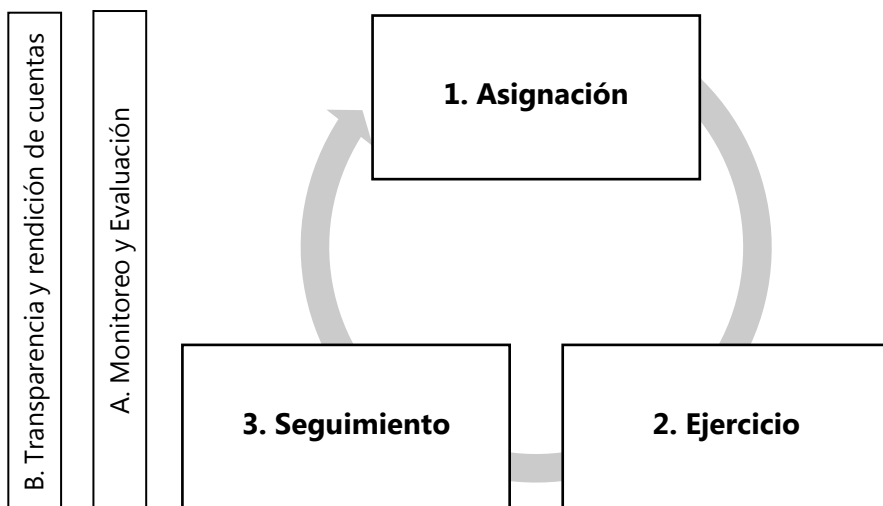 B. Transparencia y rendición de cuentas
A. Monitoreo y Evaluación
1. Asignación
3. Seguimiento
2. Ejercicio